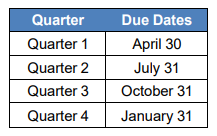 Quarter Due Dates
Quarter 1 April 30
Quarter 2 July 31
Quarter 3 October 31
Quarter 4 January 31